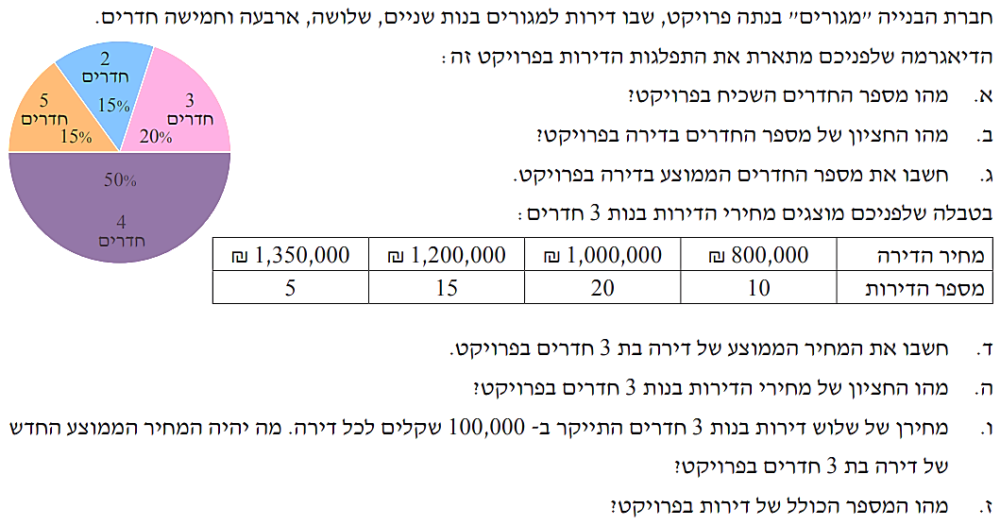 חברת הבנייה "מגורים" בנתה פרויקט, שבו דירות למגורים בנות שניים, שלושה, ארבעה וחמישה חדרים.
הדיאגרמה שלפניכם מתארת את התפלגות הדירות בפרויקט זה:
א. מהו מספר החדרים השכיח בפרויקט?
ב. מהו החציון של מספר החדרים בדירה בפרויקט?
ג. חשבו את מספר החדרים הממוצע בדירה בפרויקט.
3
חדרים
20%
2
חדרים
15%
5
חדרים
15%
50%
4
חדרים
בטבלה שלפניכם מוצגים מחירי הדירות בנות 3 חדרים:
מחיר הדירה 800,000 ₪ 1,000,000 ₪ 1,200,000 ₪ 1,350,000 ₪
מספר הדירות 10 20 15 5
ד. חשבו את המחיר הממוצע של דירה בת 3 חדרים בפרויקט.
ה. מהו החציון של מחירי הדירות בנות 3 חדרים בפרויקט?
ו. מחירן של שלוש דירות בנות 3 חדרים התייקר ב- 100,000 שקלים לכל דירה. מה יהיה המחיר הממוצע החדש
של דירה בת 3 חדרים בפרויקט?
ז. מהו המספר הכולל של דירות בפרויקט?